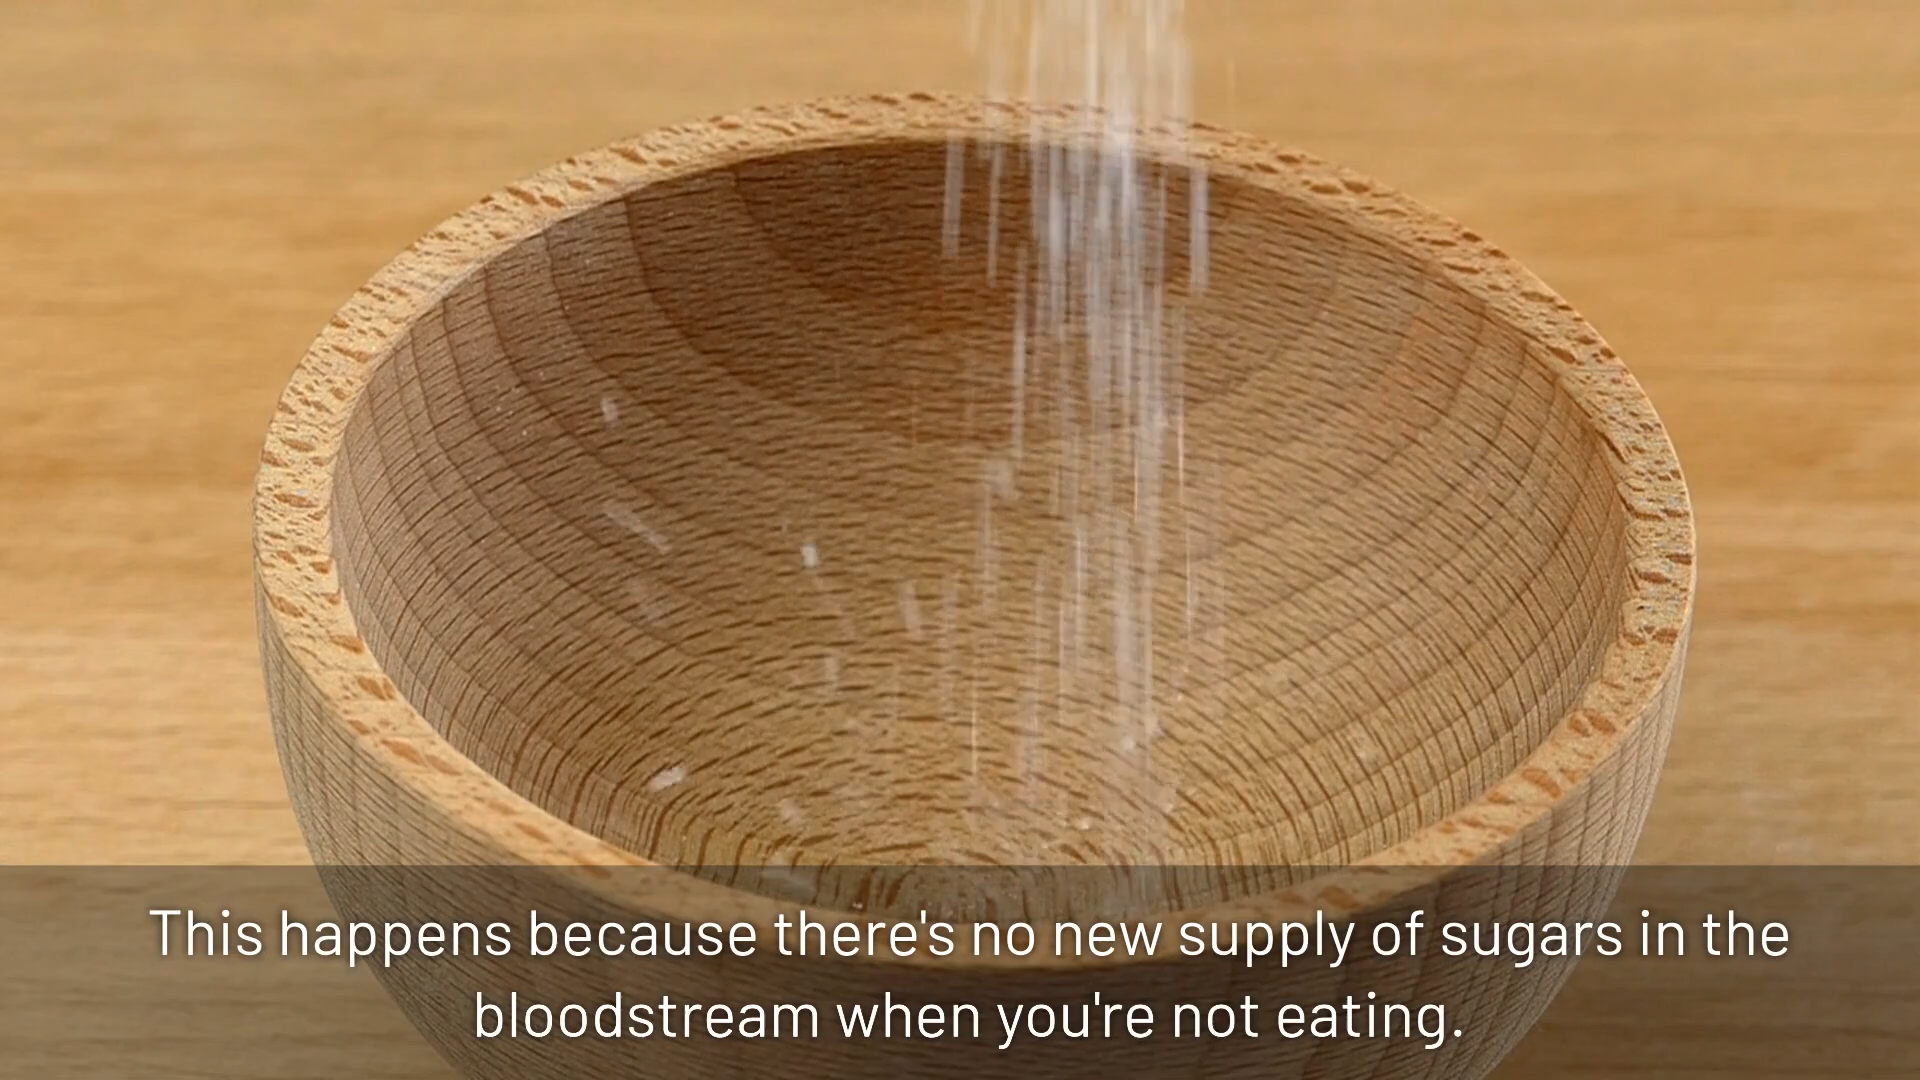 This happens because there's no new supply of sugars in the
bloodstream when you're not eating.